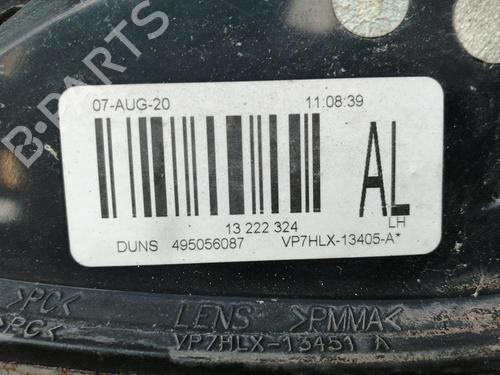 B-PARTS
07-AUG-20 11:08:39
AL
LH
13 222 324
DUNS 495056087 VP7HLX-13405-A*
>PC< LENS >PMMA<
>PC< VP7HLX-13451 A